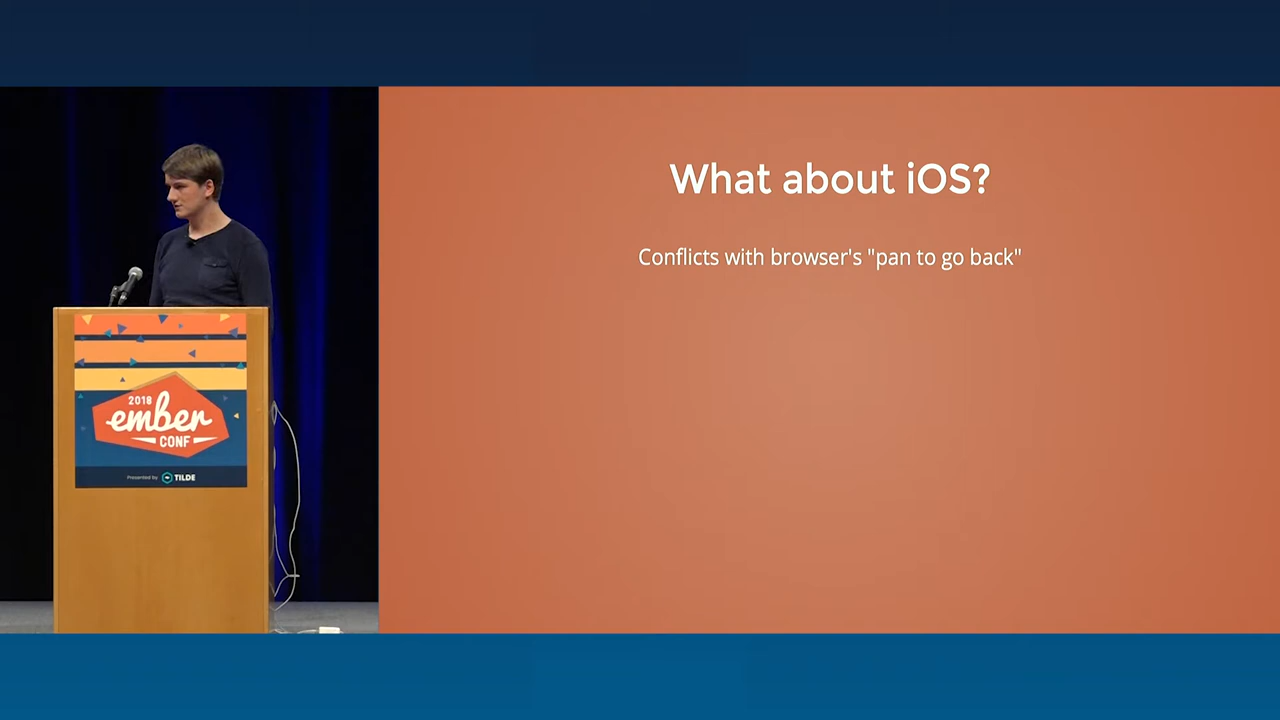 What about iOS?
Conflicts with browser's "pan to go back"
2018
ember
CONF
Presented by TILDE